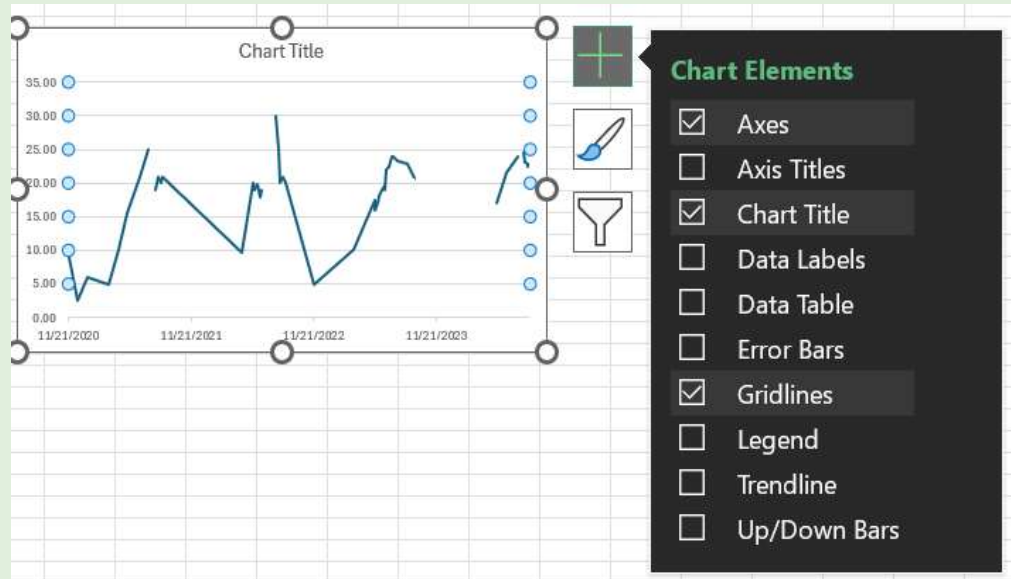 Chart Title
35.00
30.00
25.00
20.00
15.00
10.00
5.00
0.00
11/21/2020 11/21/2021 11/21/2022 11/21/2023
Chart Elements
Axes
Axis Titles
Chart Title
Data Labels
Data Table
Error Bars
Gridlines
Legend
Trendline
Up/Down Bars